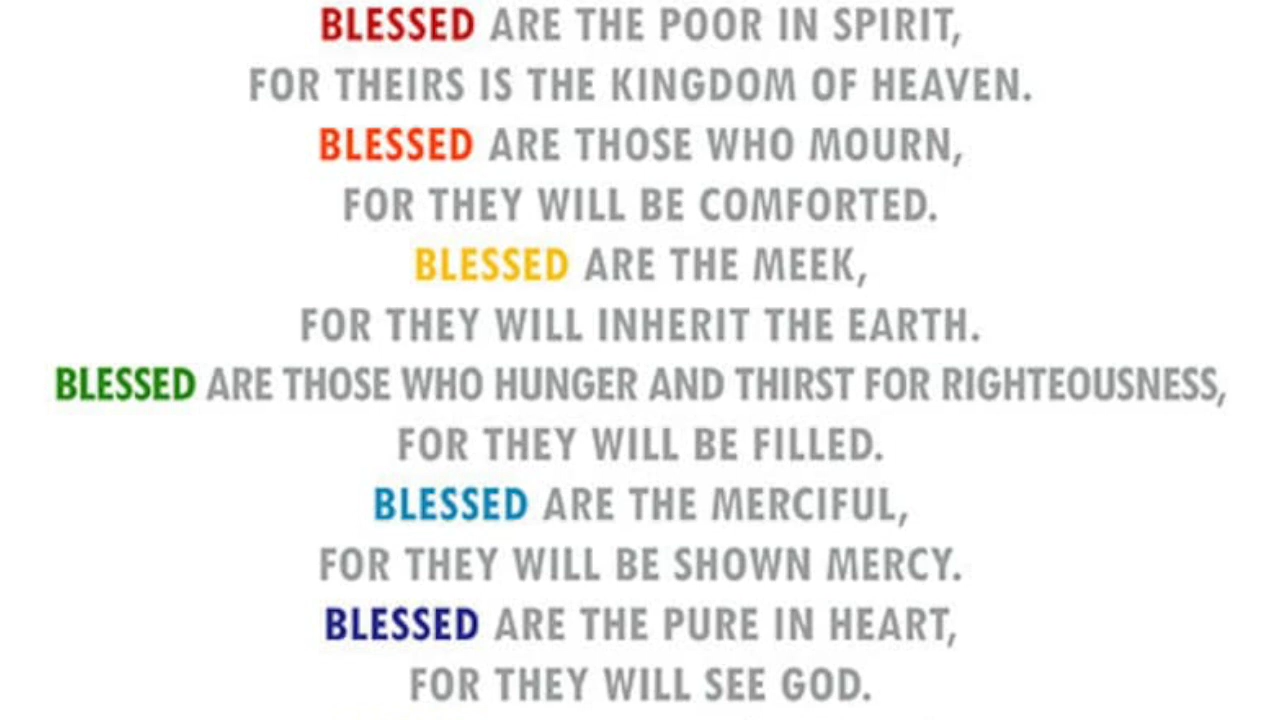 BLESSED ARE THE POOR IN SPIRIT,
FOR THEIRS IS THE KINGDOM OF HEAVEN.
BLESSED ARE THOSE WHO MOURN,
FOR THEY WILL BE COMFORTED.
BLESSED ARE THE MEEK,
FOR THEY WILL INHERIT THE EARTH.
BLESSED ARE THOSE WHO HUNGER AND THIRST FOR RIGHTEOUSNESS,
FOR THEY WILL BE FILLED.
BLESSED ARE THE MERCIFUL,
FOR THEY WILL BE SHOWN MERCY.
BLESSED ARE THE PURE IN HEART,
FOR THEY WILL SEE GOD.